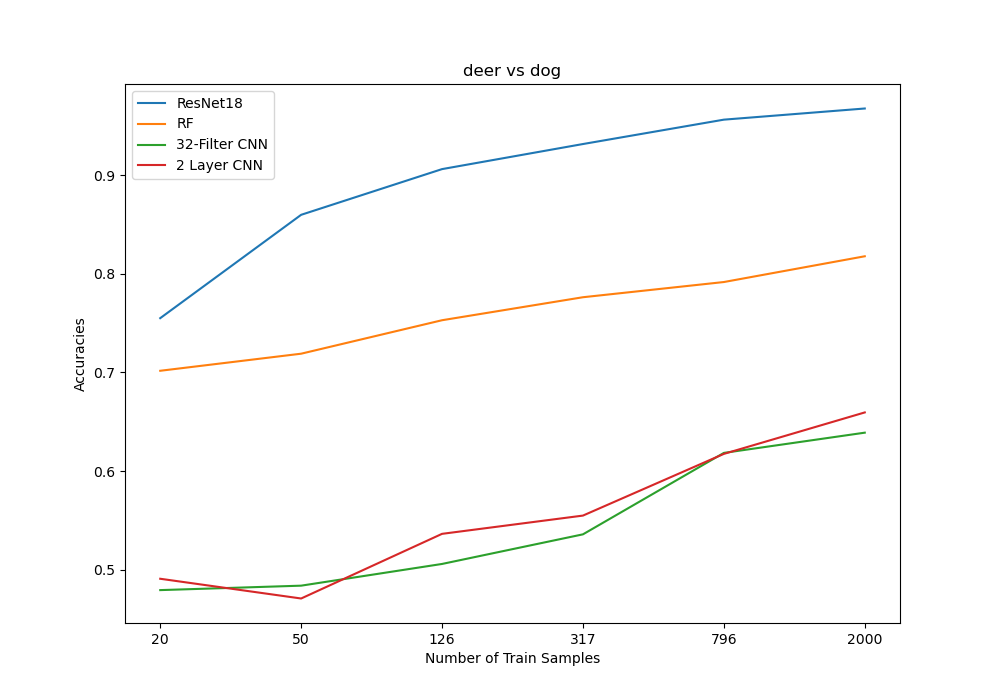 deer vs dog
ResNet18
RF
32-Filter CNN
2 Layer CNN
0.9
0.8
0.7
0.6
0.5
Accuracies
20 50 126 317 796 2000
Number of Train Samples